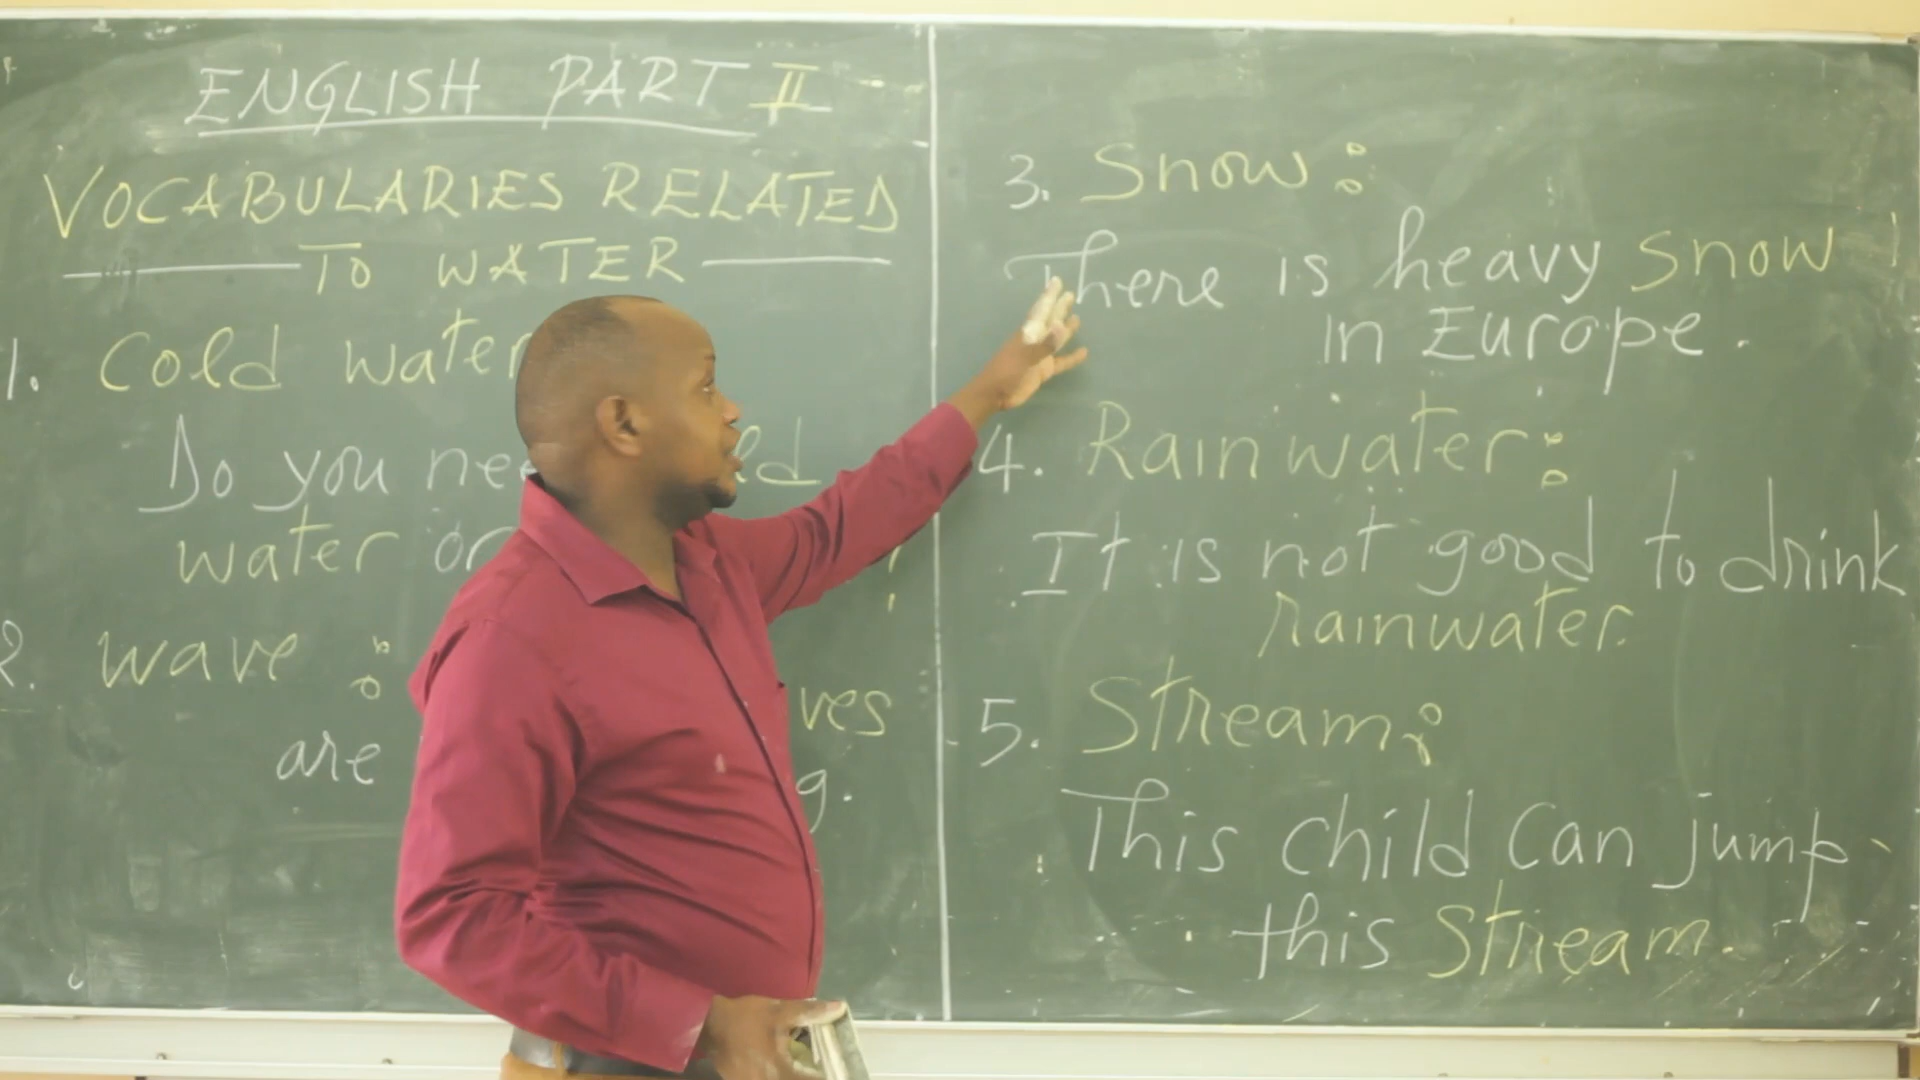 ENGLISH PART II
VOCABULARIES RELATED
TO WATER
1. Cold water
Do you
water or
2. wave :
ves
are
g.
3. Snow :
There is heavy snow
in Europe.
4. Rainwater :
It is not good to drink
rainwater.
5. Stream :
This child can jump
this stream.